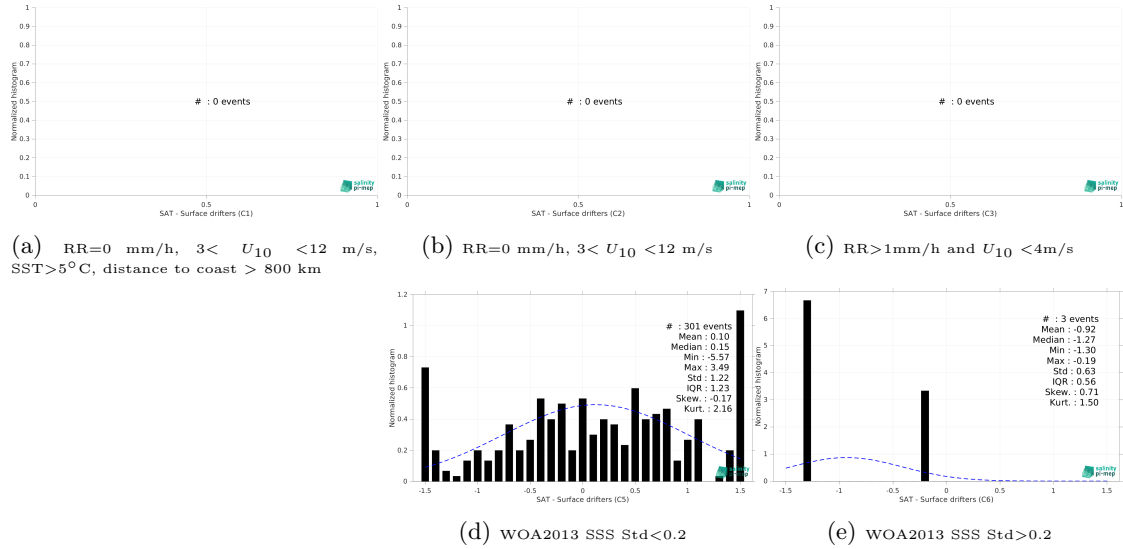 Normalized histogram
1
0.9
0.8
0.7
0.6
0.5
0.4
0.3
0.2
0.1
0
# : 0 events
salinity
pi-mep
0 0.5 1
SAT - Surface drifters (C1)
Normalized histogram
1
0.9
0.8
0.7
0.6
0.5
0.4
0.3
0.2
0.1
0
# : 0 events
salinity
pi-mep
0 0.5 1
SAT - Surface drifters (C2)
Normalized histogram
1
0.9
0.8
0.7
0.6
0.5
0.4
0.3
0.2
0.1
0
# : 0 events
salinity
pi-mep
0 0.5 1
SAT - Surface drifters (C3)
(a) RR=0 mm/h, 3< U10 <12 m/s,
SST>5°C, distance to coast > 800 km
(b) RR=0 mm/h, 3< U10 <12 m/s
(c) RR>1mm/h and U10 <4m/s
Normalized histogram
1.2
1
0.8
0.6
0.4
0.2
0
# : 301 events
Mean : 0.10
Median : 0.15
Min : -5.57
Max : 3.49
Std : 1.22
IQR : 1.23
Skew. : -0.17
Kurt. : 2.16
salinity
pi-mep
-1.5 -1 -0.5 0 0.5 1 1.5
SAT - Surface drifters (C5)
Normalized histogram
7
6
5
4
3
2
1
0
# : 3 events
Mean : -0.92
Median : -1.27
Min : -1.30
Max : -0.19
Std : 0.63
IQR : 0.56
Skew. : 0.71
Kurt. : 1.50
salinity
pi-mep
-1.5 -1 -0.5 0 0.5 1 1.5
SAT - Surface drifters (C6)
(d) WOA2013 SSS Std<0.2
(e) WOA2013 SSS Std>0.2